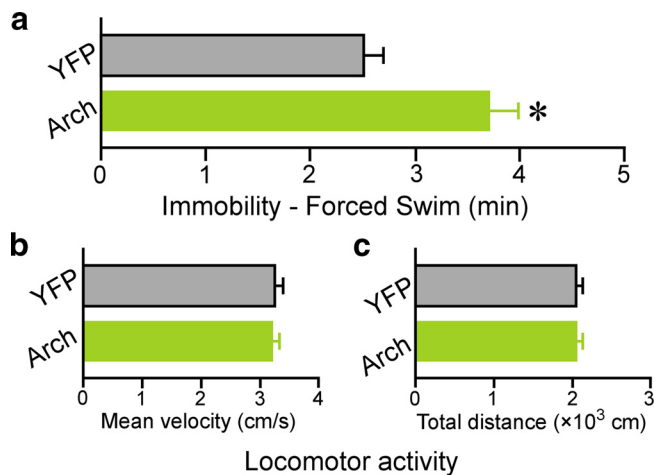 a
YFP
Arch
*
0 1 2 3 4 5
Immobility - Forced Swim (min)
b
YFP
Arch
0 1 2 3 4
Mean velocity (cm/s)
c
YFP
Arch
0 1 2 3
Total distance (×10³ cm)
Locomotor activity